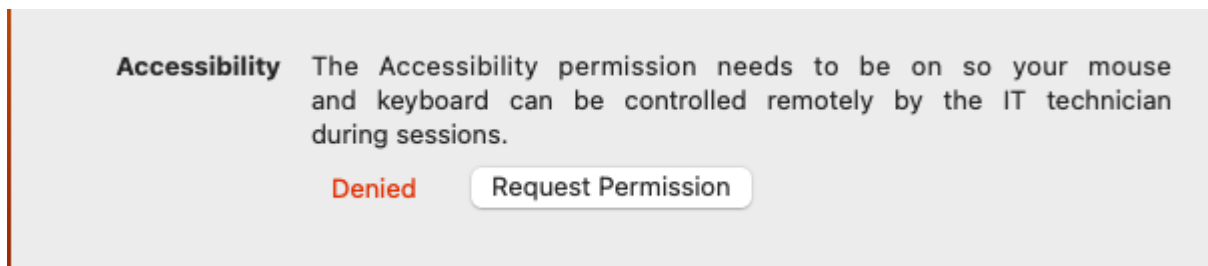 Accessibility The Accessibility permission needs to be on so your mouse
and keyboard can be controlled remotely by the IT technician
during sessions.
Denied Request Permission